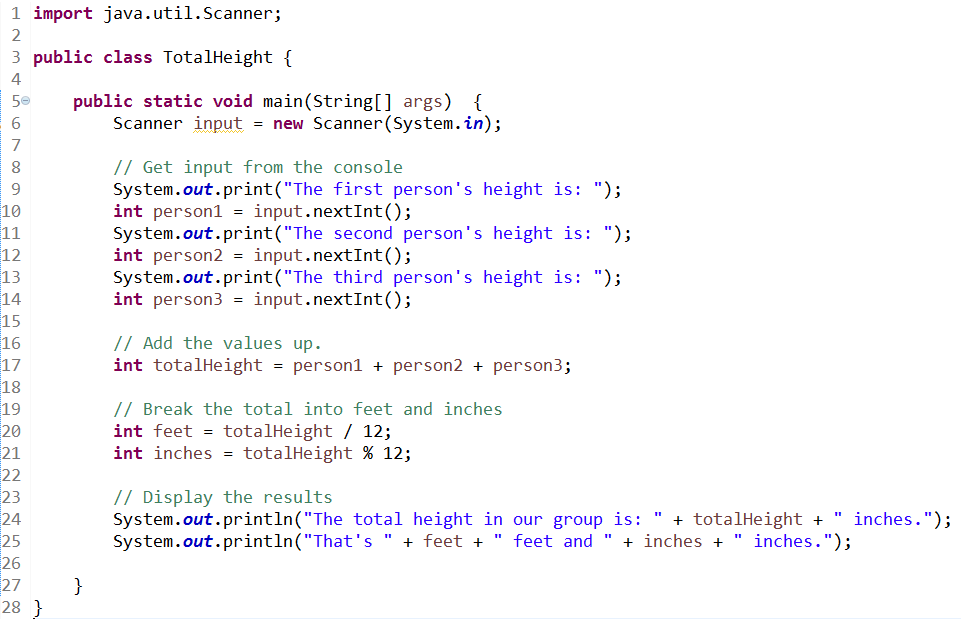 1 import java.util.Scanner;
2
3 public class TotalHeight {
4
5     public static void main(String[] args)  {
6         Scanner input = new Scanner(System.in);
7
8         // Get input from the console
9         System.out.print("The first person's height is: ");
10         int person1 = input.nextInt();
11         System.out.print("The second person's height is: ");
12         int person2 = input.nextInt();
13         System.out.print("The third person's height is: ");
14         int person3 = input.nextInt();
15
16         // Add the values up.
17         int totalHeight = person1 + person2 + person3;
18
19         // Break the total into feet and inches
20         int feet = totalHeight / 12;
21         int inches = totalHeight % 12;
22
23         // Display the results
24         System.out.println("The total height in our group is: " + totalHeight + " inches.");
25         System.out.println("That's " + feet + " feet and " + inches + " inches.");
26
27     }
28 }